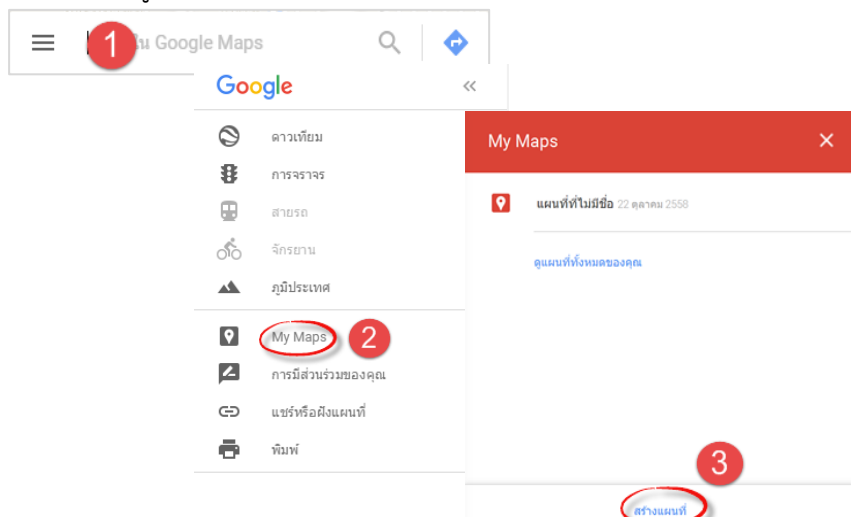 1 ใน Google Maps
Google
ดาวเทียม
การจราจร
สายรถ
จักรยาน
ภูมิประเทศ
My Maps 2
การมีส่วนร่วมของคุณ
แชร์หรือฝังแผนที่
พิมพ์
My Maps
แผนที่ที่ไม่มีชื่อ 22 ตุลาคม 2558
ดูแผนที่ทั้งหมดของคุณ
3
สร้างแผนที่